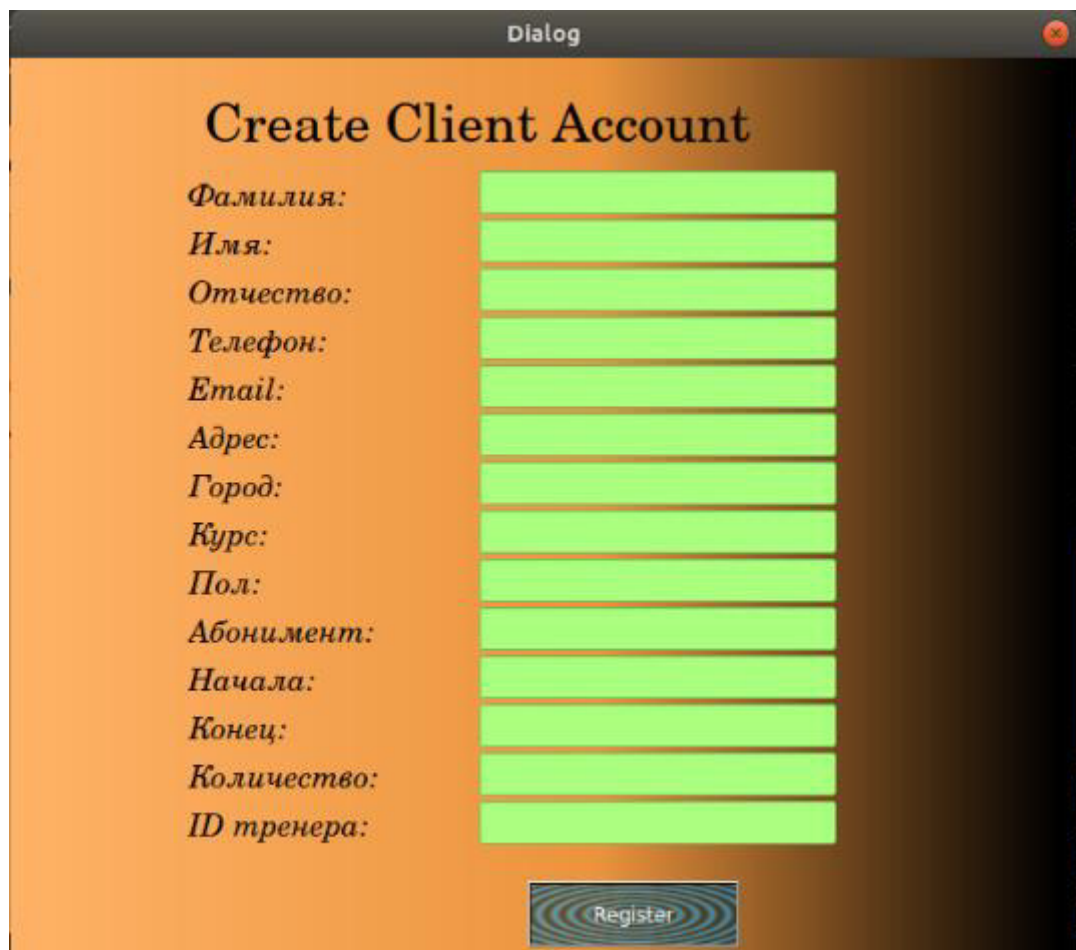 Dialog
Create Client Account
Фамилия:
Имя:
Отчество:
Телефон:
Email:
Адрес:
Город:
Курс:
Пол:
Абонимент:
Начала:
Конец:
Количество:
ID тренера:
Register